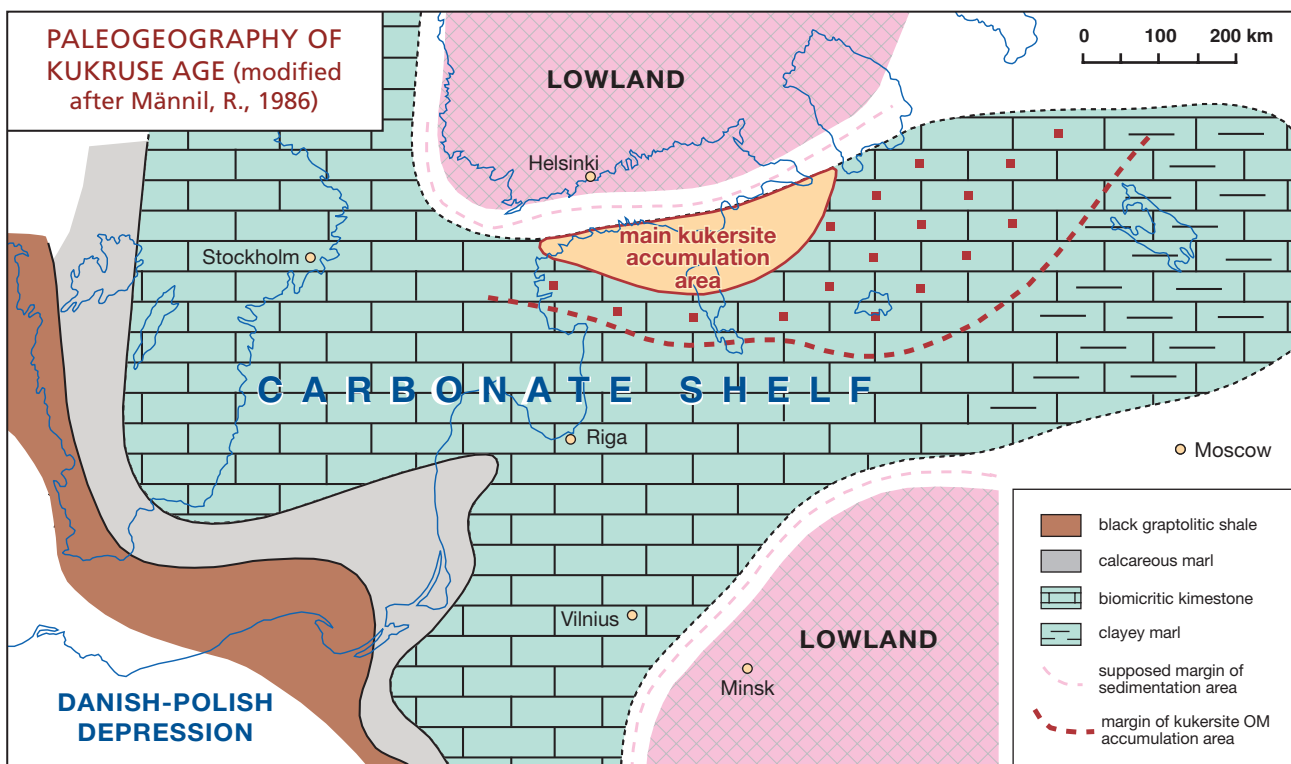 PALEOGEOGRAPHY OF
KUKRUSE AGE (modified
after Männil, R., 1986)
LOWLAND
0 100 200 km
Helsinki
Stockholm
main kukersite
accumulation
area
CARBONATE SHELF
Riga
Moscow
Vilnius
LOWLAND
Minsk
DANISH-POLISH
DEPRESSION
black graptolitic shale
calcareous marl
biomicritic kimestone
clayey marl
supposed margin of
sedimentation area
margin of kukersite OM
accumulation area